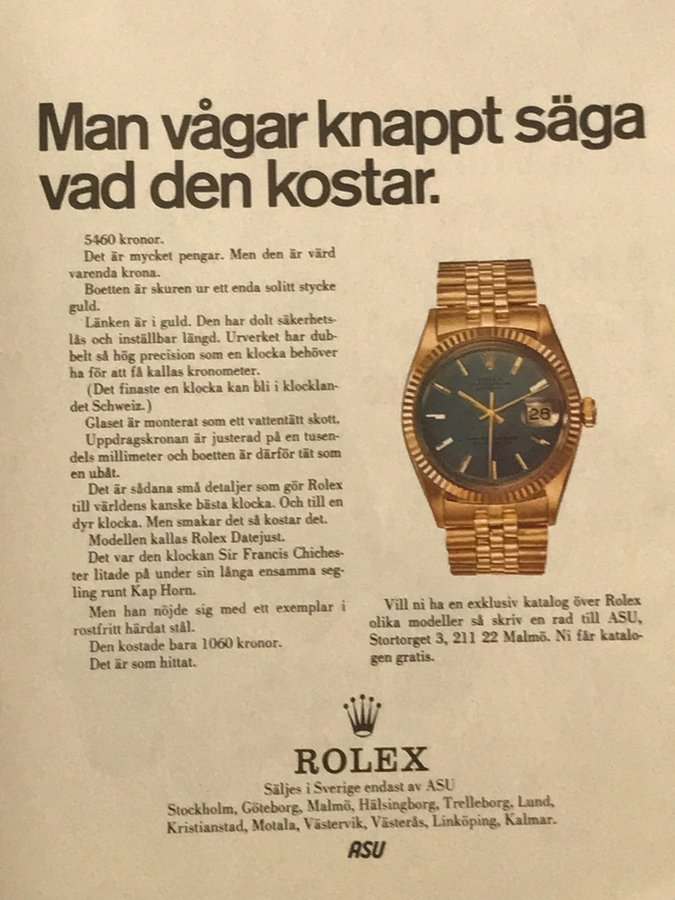 Man vågar knappt säga
vad den kostar.
5460 kronor.
Det är mycket pengar. Men den är värd
varenda krona.
Boetten är skuren ur ett enda solitt stycke
guld.
Länken är i guld. Den har dolt säkerhets-
lås och inställbar längd. Urverket har dub-
belt så hög precision som en klocka behöver
ha för att få kallas kronometer.
(Det finaste en klocka kan bli i klocklan-
det Schweiz.)
Glaset är monterat som ett vattentätt skott.
Uppdragskronan är justerad på en tusen-
dels millimeter och boetten är därför tät som
en ubåt.
Det är sådana små detaljer som gör Rolex
till världens kanske bästa klocka. Och till en
dyr klocka. Men smakar det så kostar det.
Modellen kallas Rolex Datejust.
Det var den klockan Sir Francis Chiches-
ter litade på under sin långa ensamma seg-
ling runt Kap Horn.
Men han nöjde sig med ett exemplar i
rostfritt härdat stål.
Den kostade bara 1060 kronor.
Det är som hittat.
28
Vill ni ha en exklusiv katalog över Rolex
olika modeller så skriv en rad till ASU,
Stortorget 3, 211 22 Malmö. Ni får katalo-
gen gratis.
ROLEX
Säljes i Sverige endast av ASU
Stockholm, Göteborg, Malmö, Hälsingborg, Trelleborg, Lund,
Kristianstad, Motala, Västervik, Västerås, Linköping, Kalmar.
ASU